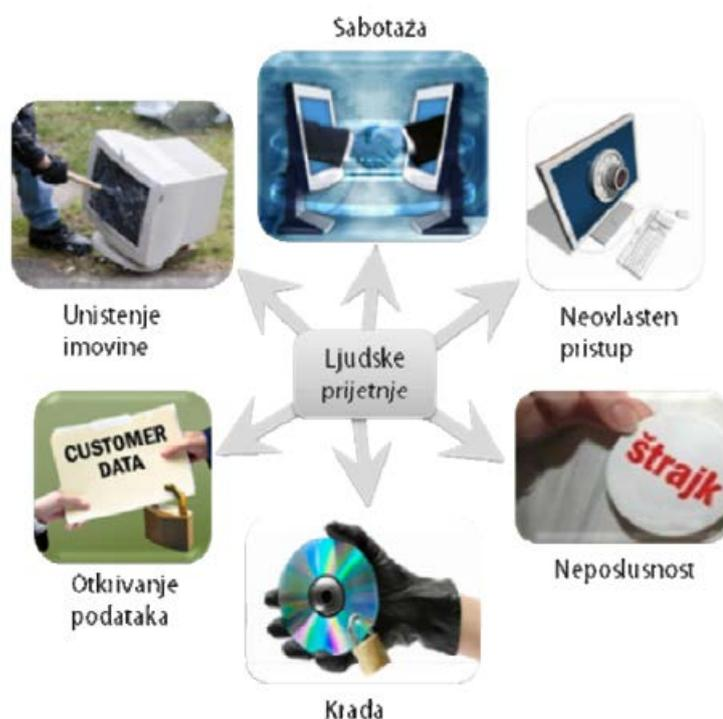 Sabotaža
Unistenje
imovine
Neovlasten
pristup
Ljudske
prijetnje
CUSTOMER
DATA
štrajk
Otkrivanje
podataka
Neposlusnost
Krada